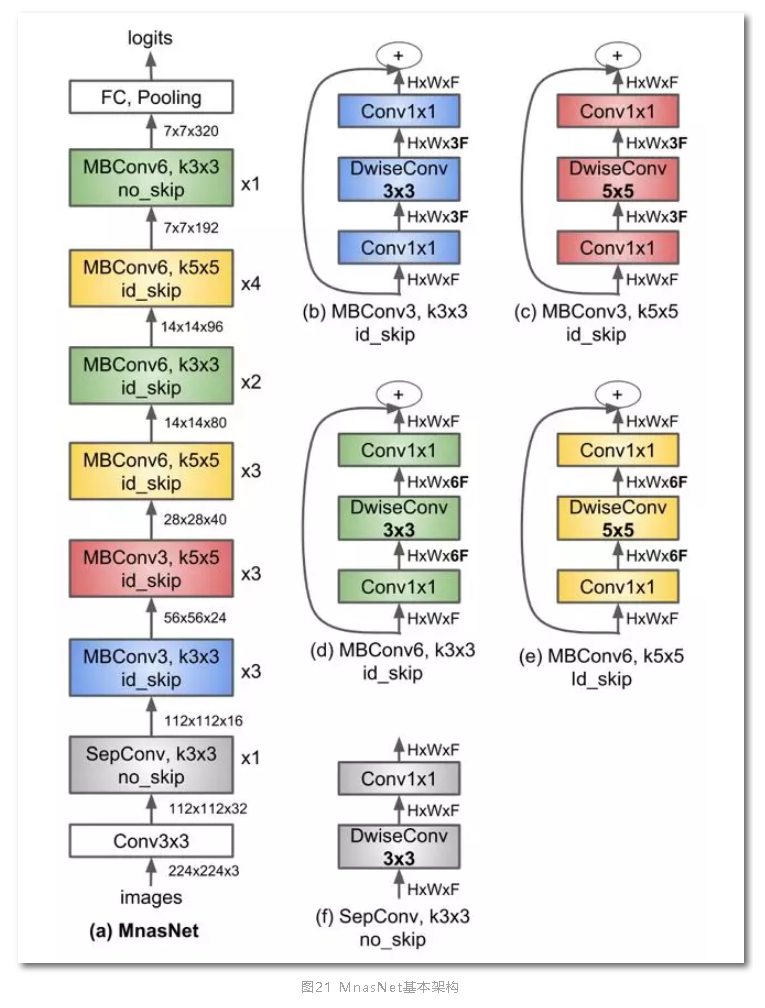 logits
FC, Pooling
7x7x320
MBConv6, k3x3
no_skip
x1
7x7x192
MBConv6, k5x5
id_skip
x4
14x14x96
MBConv6, k3x3
id_skip
x2
14x14x80
MBConv6, k5x5
id_skip
x3
28x28x40
MBConv3, k5x5
id_skip
x3
56x56x24
MBConv3, k3x3
id_skip
x3
112x112x16
SepConv, k3x3
no_skip
x1
112x112x32
Conv3x3
224x224x3
images
(a) MnasNet
+
HxWxF
Conv1x1
HxWx3F
DwiseConv
3x3
HxWx3F
Conv1x1
HxWxF
(b) MBConv3, k3x3
id_skip
+
HxWxF
Conv1x1
HxWx3F
DwiseConv
5x5
HxWx3F
Conv1x1
HxWxF
(c) MBConv3, k5x5
id_skip
+
HxWxF
Conv1x1
HxWx6F
DwiseConv
3x3
HxWx6F
Conv1x1
HxWxF
(d) MBConv6, k3x3
id_skip
+
HxWxF
Conv1x1
HxWx6F
DwiseConv
5x5
HxWx6F
Conv1x1
HxWxF
(e) MBConv6, k5x5
Id_skip
HxWxF
Conv1x1
HxWxF
DwiseConv
3x3
HxWxF
(f) SepConv, k3x3
no_skip
图21 MnasNet基本架构